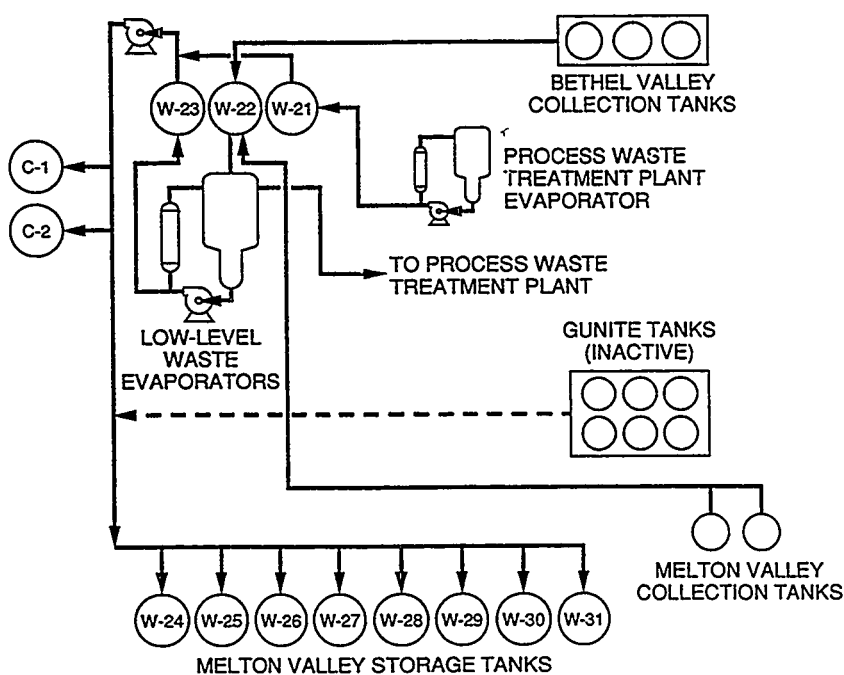 BETHEL VALLEY
COLLECTION TANKS
W-23
W-22
W-21
PROCESS WASTE
TREATMENT PLANT
EVAPORATOR
C-1
C-2
TO PROCESS WASTE
TREATMENT PLANT
LOW-LEVEL
WASTE
EVAPORATORS
GUNITE TANKS
(INACTIVE)
MELTON VALLEY
COLLECTION TANKS
W-24
W-25
W-26
W-27
W-28
W-29
W-30
W-31
MELTON VALLEY STORAGE TANKS